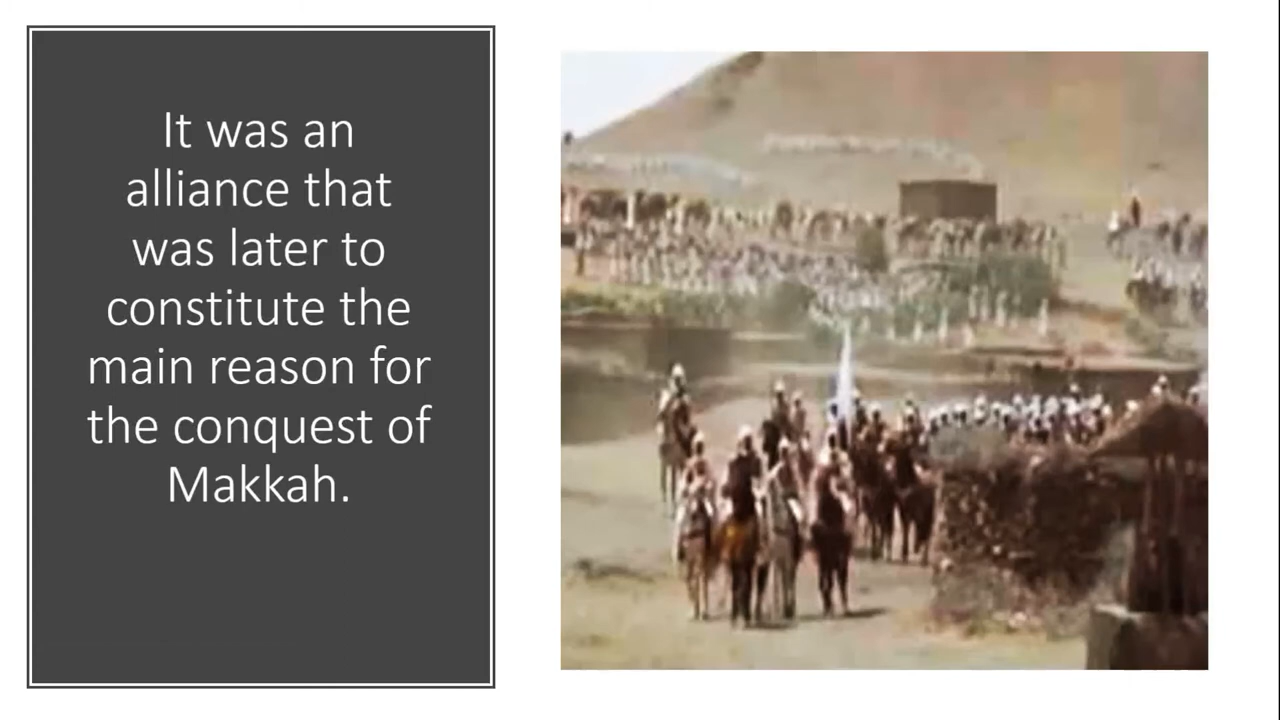 It was an
alliance that
was later to
constitute the
main reason for
the conquest of
Makkah.